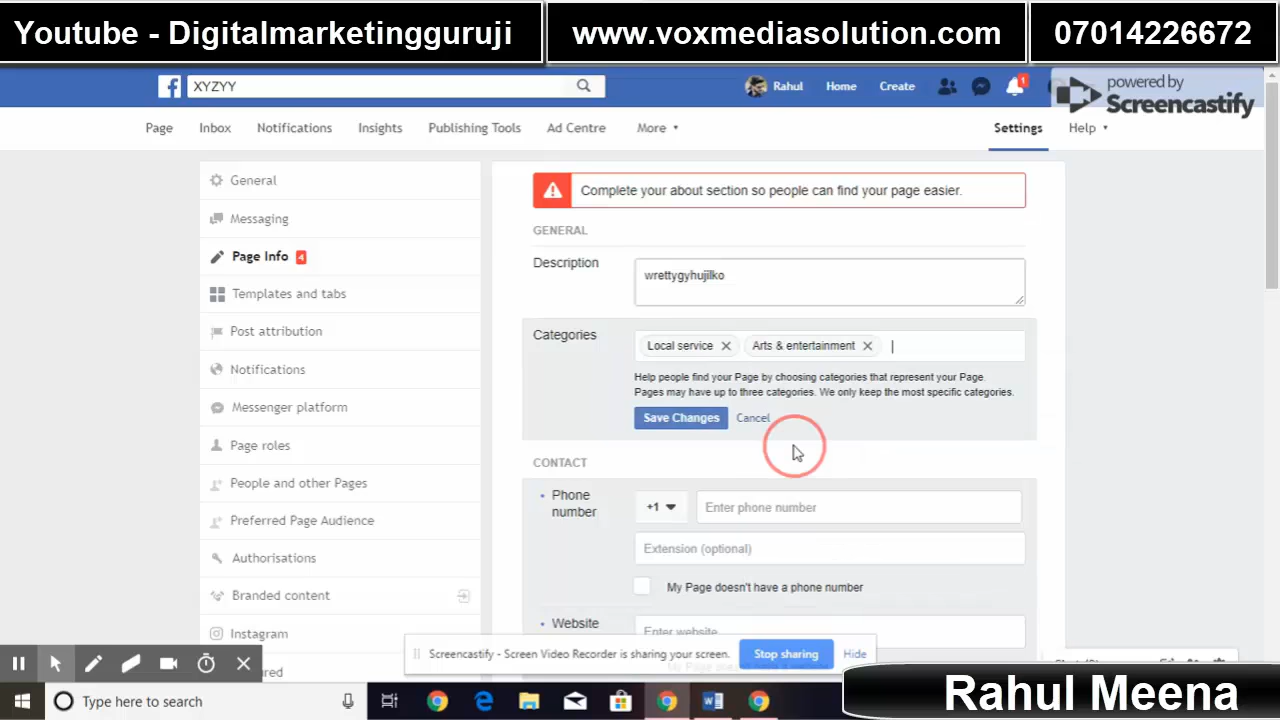 Youtube - Digitalmarketingguruji
www.voxmediasolution.com
07014226672
XYZYY
Rahul
Home
Create
1
powered by
Screencastify
Page
Inbox
Notifications
Insights
Publishing Tools
Ad Centre
More
Settings
Help
General
Messaging
Page Info 4
Templates and tabs
Post attribution
Notifications
Messenger platform
Page roles
People and other Pages
Preferred Page Audience
Authorisations
Branded content
Instagram
Complete your about section so people can find your page easier.
GENERAL
Description
wrettygyhujilko
Categories
Local service
Arts & entertainment
Help people find your Page by choosing categories that represent your Page.
Pages may have up to three categories. We only keep the most specific categories.
Save Changes
Cancel
CONTACT
Phone
number
+1
Enter phone number
Extension (optional)
My Page doesn't have a phone number
Website
Enter website
Screencastify - Screen Video Recorder is sharing your screen.
Stop sharing
Hide
Type here to search
Rahul Meena